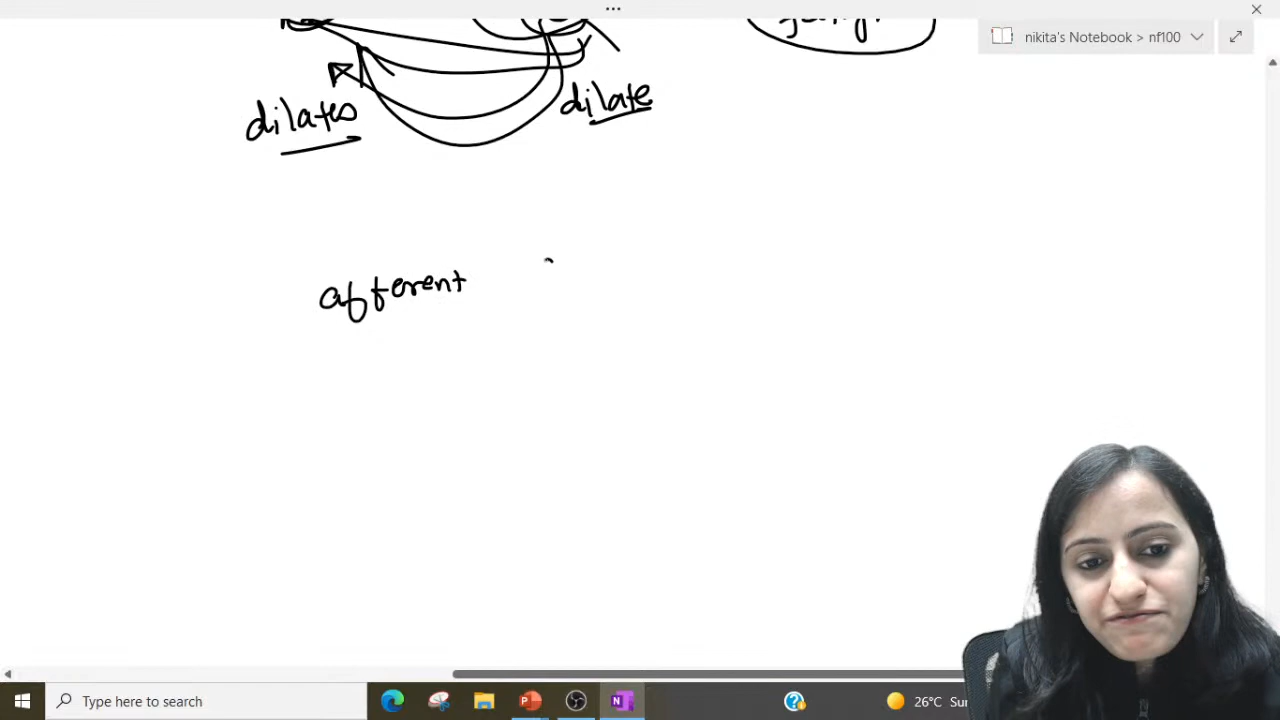 nikita's Notebook > nf100
dilates
dilate
afferent
Type here to search
26°C